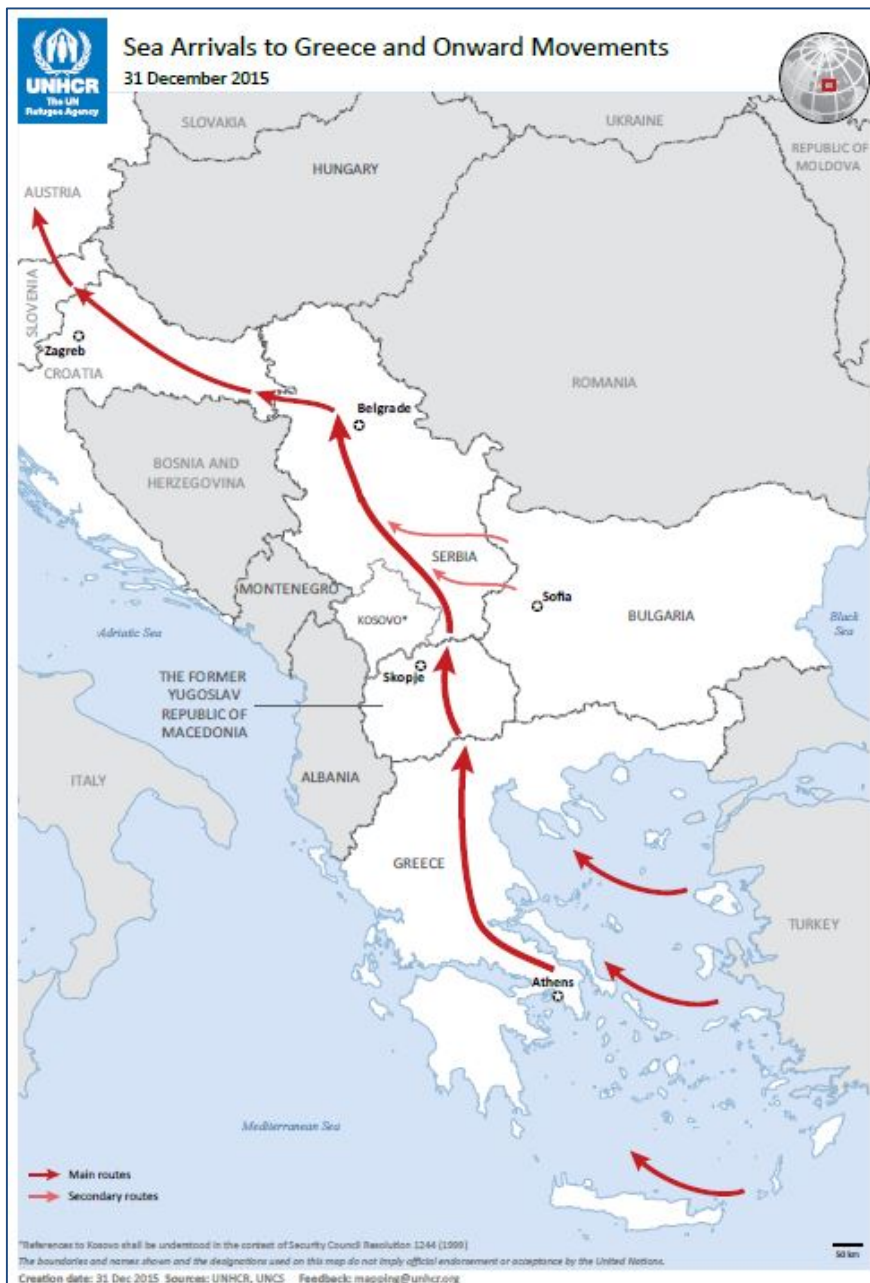 UNHCR
The UN
Refugee Agency
Sea Arrivals to Greece and Onward Movements
31 December 2015
SLOVAKIA
UKRAINE
REPUBLIC OF
MOLDOVA
HUNGARY
AUSTRIA
SLOVENIA
Zagreb
CROATIA
ROMANIA
Belgrade
BOSNIA AND
HERZEGOVINA
SERBIA
MONTENEGRO
Sofia
KOSOVO*
BULGARIA
Black
Sea
Adriatic Sea
Skopje
THE FORMER
YUGOSLAV
REPUBLIC OF
MACEDONIA
ITALY
ALBANIA
GREECE
TURKEY
Athens
Mediterranean Sea
Main routes
Secondary routes
*References to Kosovo shall be understood in the context of Security Council Resolution 1244 (1999)
50 km
The boundaries and names shown and the designations used on this map do not imply official endorsement or acceptance by the United Nations.
Creation date: 31 Dec 2015 Sources: UNHCR, UNCS Feedback: mapping@unhcr.org